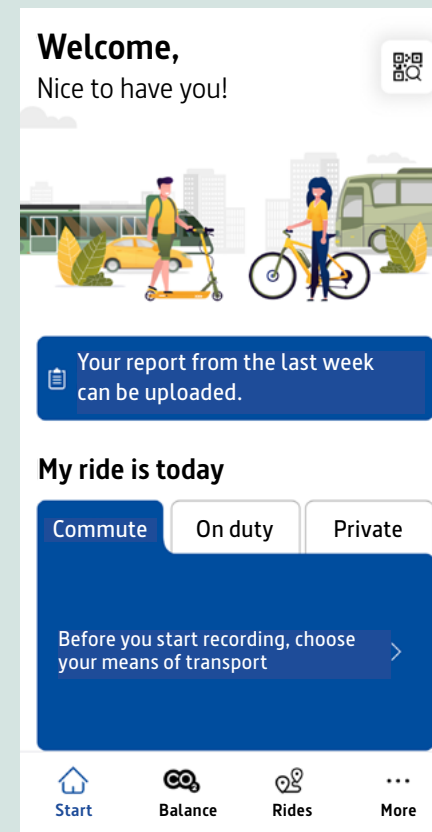 Welcome,
Nice to have you!
Your report from the last week
can be uploaded.
My ride is today
Commute
On duty
Private
Before you start recording, choose
your means of transport
CO₂
Start
Balance
Rides
More